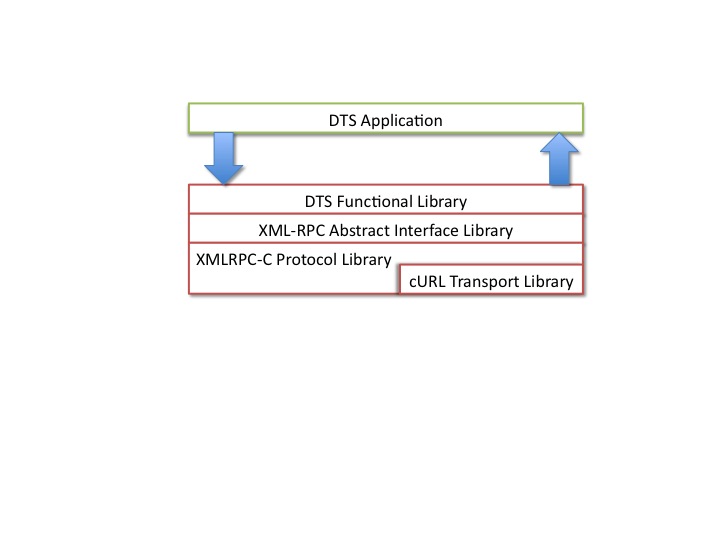 DTS Application
DTS Functional Library
XML-RPC Abstract Interface Library
XMLRPC-C Protocol Library
cURL Transport Library